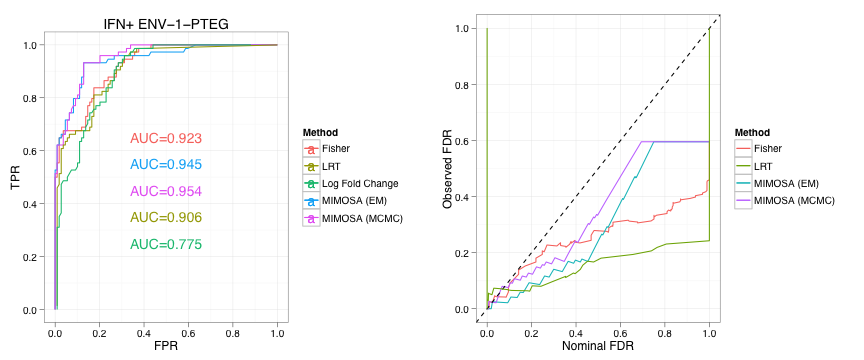 IFN+ ENV−1−PTEG
1.0
0.8
0.6
0.4
0.2
0.0
TPR
AUC=0.923
AUC=0.945
AUC=0.954
AUC=0.906
AUC=0.775
0.0 0.2 0.4 0.6 0.8 1.0
FPR
Method
a Fisher
a LRT
a Log Fold Change
a MIMOSA (EM)
a MIMOSA (MCMC)
1.0
0.8
0.6
0.4
0.2
0.0
Observed FDR
0.0 0.2 0.4 0.6 0.8 1.0
Nominal FDR
Method
Fisher
LRT
MIMOSA (EM)
MIMOSA (MCMC)